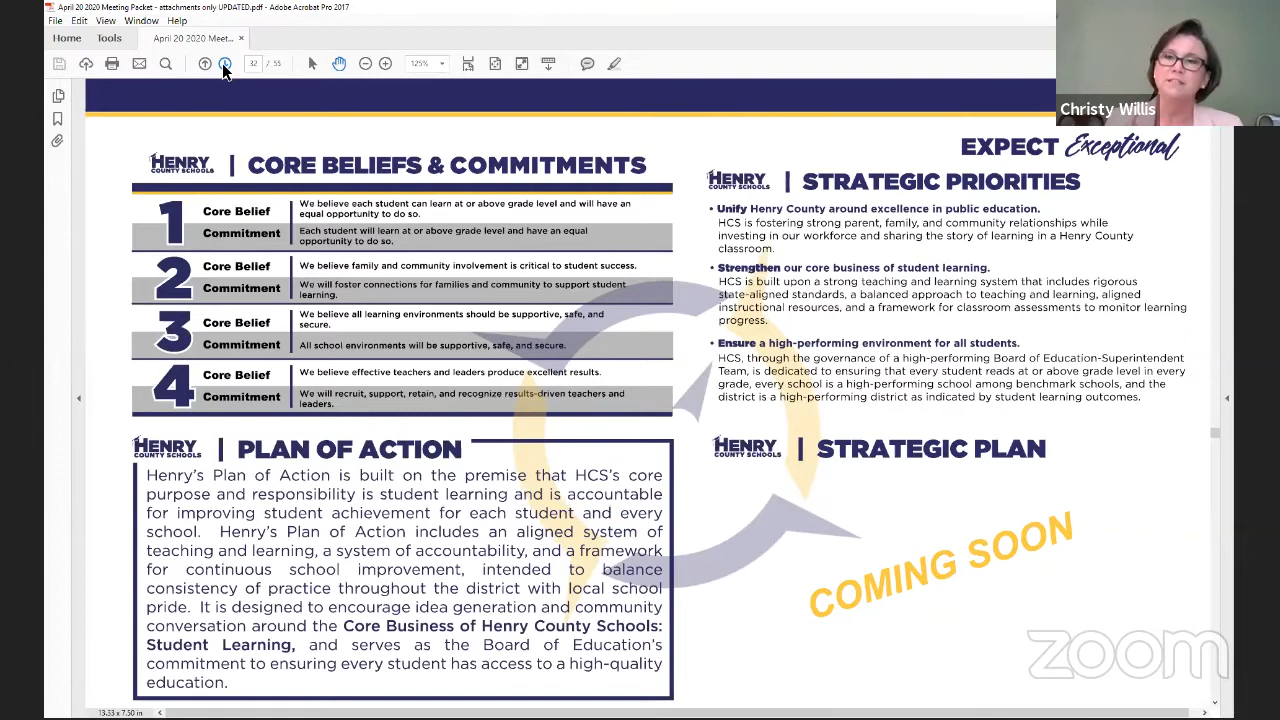 April 20 2020 Meeting Packet - attachments only UPDATED.pdf - Adobe Acrobat Pro 2017
File Edit View Window Help
Home Tools April 20 2020 Meet... ×
32 / 55 125%
Christy Willis
EXPECT Exceptional
HENRY COUNTY SCHOOLS | CORE BELIEFS & COMMITMENTS
1 Core Belief We believe each student can learn at or above grade level and will have an
equal opportunity to do so.
Commitment Each student will learn at or above grade level and have an equal
opportunity to do so.
2 Core Belief We believe family and community involvement is critical to student success.
Commitment We will foster connections for families and community to support student
learning.
3 Core Belief We believe all learning environments should be supportive, safe, and
secure.
Commitment All school environments will be supportive, safe, and secure.
4 Core Belief We believe effective teachers and leaders produce excellent results.
Commitment We will recruit, support, retain, and recognize results-driven teachers and
leaders.
HENRY COUNTY SCHOOLS | STRATEGIC PRIORITIES
• Unify Henry County around excellence in public education.
HCS is fostering strong parent, family, and community relationships while
investing in our workforce and sharing the story of learning in a Henry County
classroom.
• Strengthen our core business of student learning.
HCS is built upon a strong teaching and learning system that includes rigorous
state-aligned standards, a balanced approach to teaching and learning, aligned
instructional resources, and a framework for classroom assessments to monitor learning
progress.
• Ensure a high-performing environment for all students.
HCS, through the governance of a high-performing Board of Education-Superintendent
Team, is dedicated to ensuring that every student reads at or above grade level in every
grade, every school is a high-performing school among benchmark schools, and the
district is a high-performing district as indicated by student learning outcomes.
HENRY COUNTY SCHOOLS | PLAN OF ACTION
Henry's Plan of Action is built on the premise that HCS's core
purpose and responsibility is student learning and is accountable
for improving student achievement for each student and every
school. Henry's Plan of Action includes an aligned system of
teaching and learning, a system of accountability, and a framework
for continuous school improvement, intended to balance
consistency of practice throughout the district with local school
pride. It is designed to encourage idea generation and community
conversation around the Core Business of Henry County Schools:
Student Learning, and serves as the Board of Education's
commitment to ensuring every student has access to a high-quality
education.
HENRY COUNTY SCHOOLS | STRATEGIC PLAN
COMING SOON
zoom
13.33 x 7.50 in